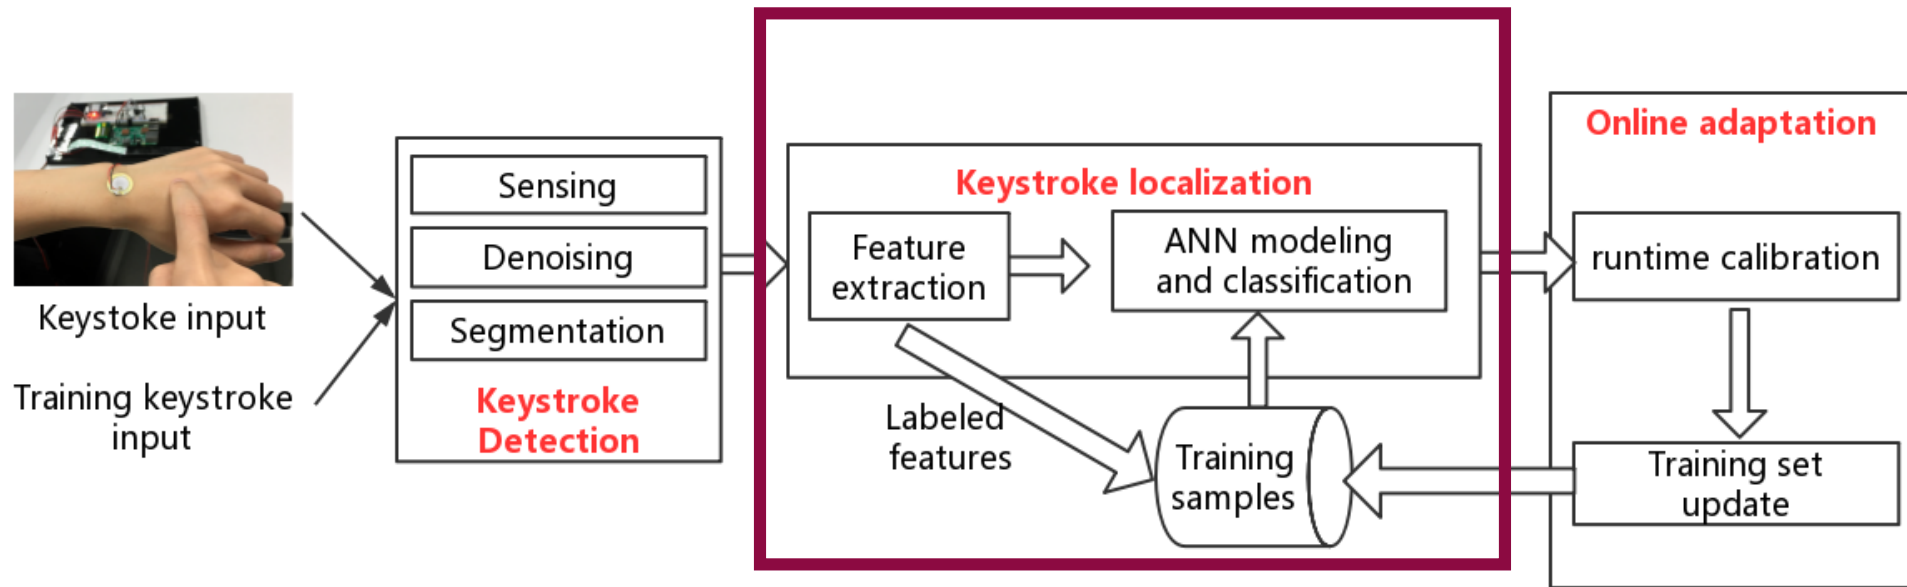 Keystoke input
Training keystroke
input
Sensing
Denoising
Segmentation
Keystroke
Detection
Keystroke localization
Feature
extraction
ANN modeling
and classification
Labeled
features
Training
samples
Online adaptation
runtime calibration
Training set
update